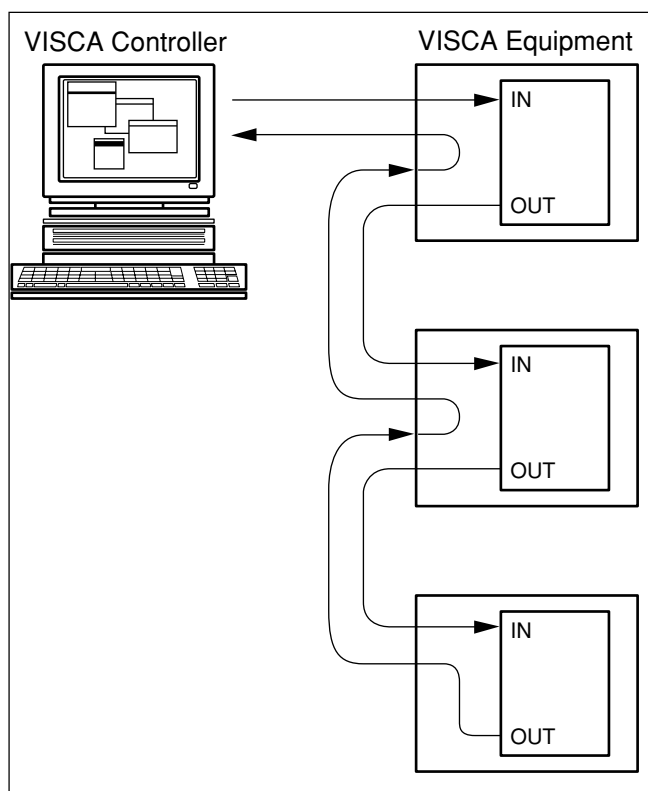 VISCA Controller
VISCA Equipment
IN
OUT
IN
OUT
IN
OUT